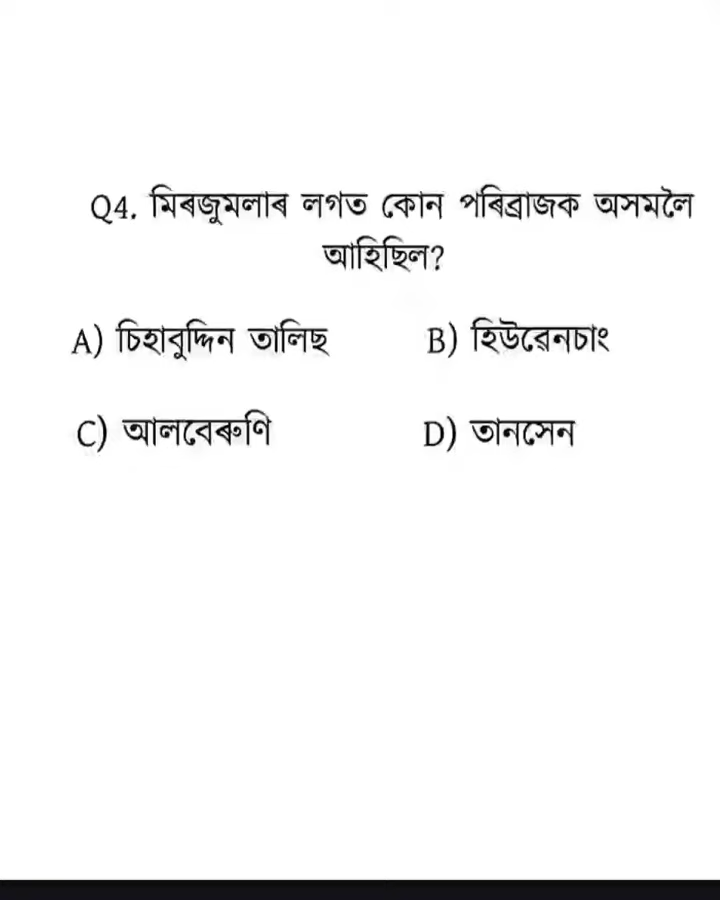 Q4. মিৰজুমলাৰ লগত কোন পৰিব্ৰাজক অসমলৈ
আহিছিল?
A) চিহাবুদ্দিন তালিছ B) হিউৱেনচাং
C) আলবেৰুণি D) তানসেন